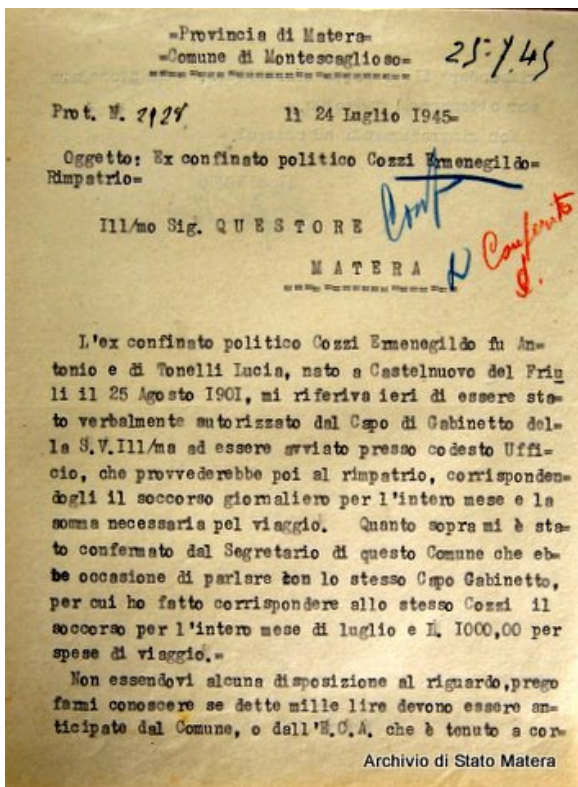 =Provincia di Matera=
=Comune di Montescaglioso=
25.7.45
Prot. N. 2128 li 24 Luglio 1945=
Oggetto: Ex confinato politico Cozzi Ermenegildo=
Rimpatrio=
Ill/mo Sig. QUESTORE
Conf
Conferito
MATERA
L'ex confinato politico Cozzi Ermenegildo fu An=
tonio e di Tonelli Lucia, nato a Castelnuovo del Friu
li il 25 Agosto I90I, mi riferiva ieri di essere sta=
to verbalmente autorizzato dal Capo di Gabinetto del=
la S.V.Ill/ma ad essere avviato presso codesto Uffi=
cio, che provvederebbe poi al rimpatrio, corrisponden=
dogli il soccorso giornaliero per l'intero mese e la
somma necessaria pel viaggio. Quanto sopra mi è sta=
to confermato dal Segretario di questo Comune che eb=
be occasione di parlare con lo stesso Capo Gabinetto,
per cui ho fatto corrispondere allo stesso Cozzi il
soccorso per l'intero mese di luglio e L. I000,00 per
spese di viaggio.=
Non essendovi alcuna disposizione al riguardo,prego
farmi conoscere se dette mille lire devono essere an=
ticipate dal Comune, o dall'E.C.A. che è tenuto a cor=
Archivio di Stato Matera